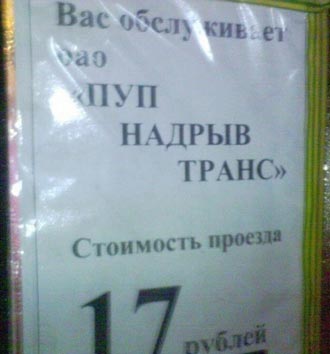 Вас обслуживает
оао
«ПУП
НАДРЫВ
ТРАНС»
Стоимость проезда
17 рублей